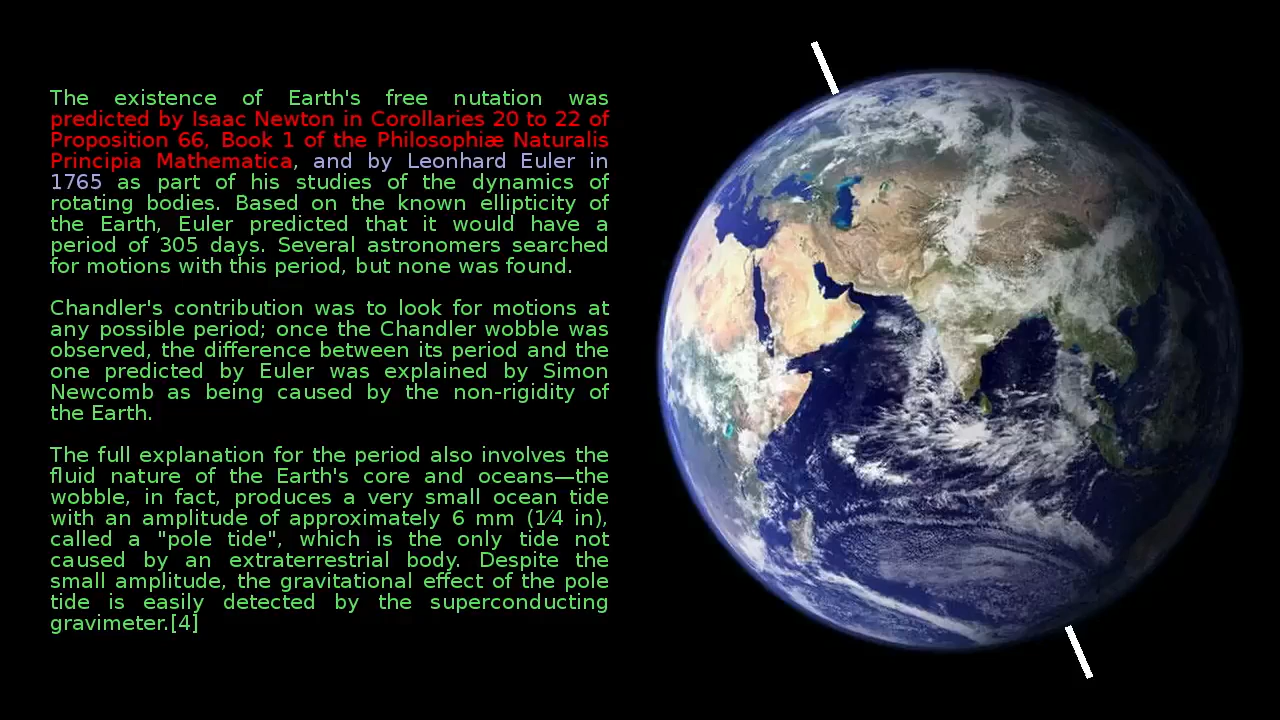 The existence of Earth's free nutation was
predicted by Isaac Newton in Corollaries 20 to 22 of
Proposition 66, Book 1 of the Philosophiæ Naturalis
Principia Mathematica, and by Leonhard Euler in
1765 as part of his studies of the dynamics of
rotating bodies. Based on the known ellipticity of
the Earth, Euler predicted that it would have a
period of 305 days. Several astronomers searched
for motions with this period, but none was found.
Chandler's contribution was to look for motions at
any possible period; once the Chandler wobble was
observed, the difference between its period and the
one predicted by Euler was explained by Simon
Newcomb as being caused by the non-rigidity of
the Earth.
The full explanation for the period also involves the
fluid nature of the Earth's core and oceans—the
wobble, in fact, produces a very small ocean tide
with an amplitude of approximately 6 mm (1⁄4 in),
called a "pole tide", which is the only tide not
caused by an extraterrestrial body. Despite the
small amplitude, the gravitational effect of the pole
tide is easily detected by the superconducting
gravimeter.[4]